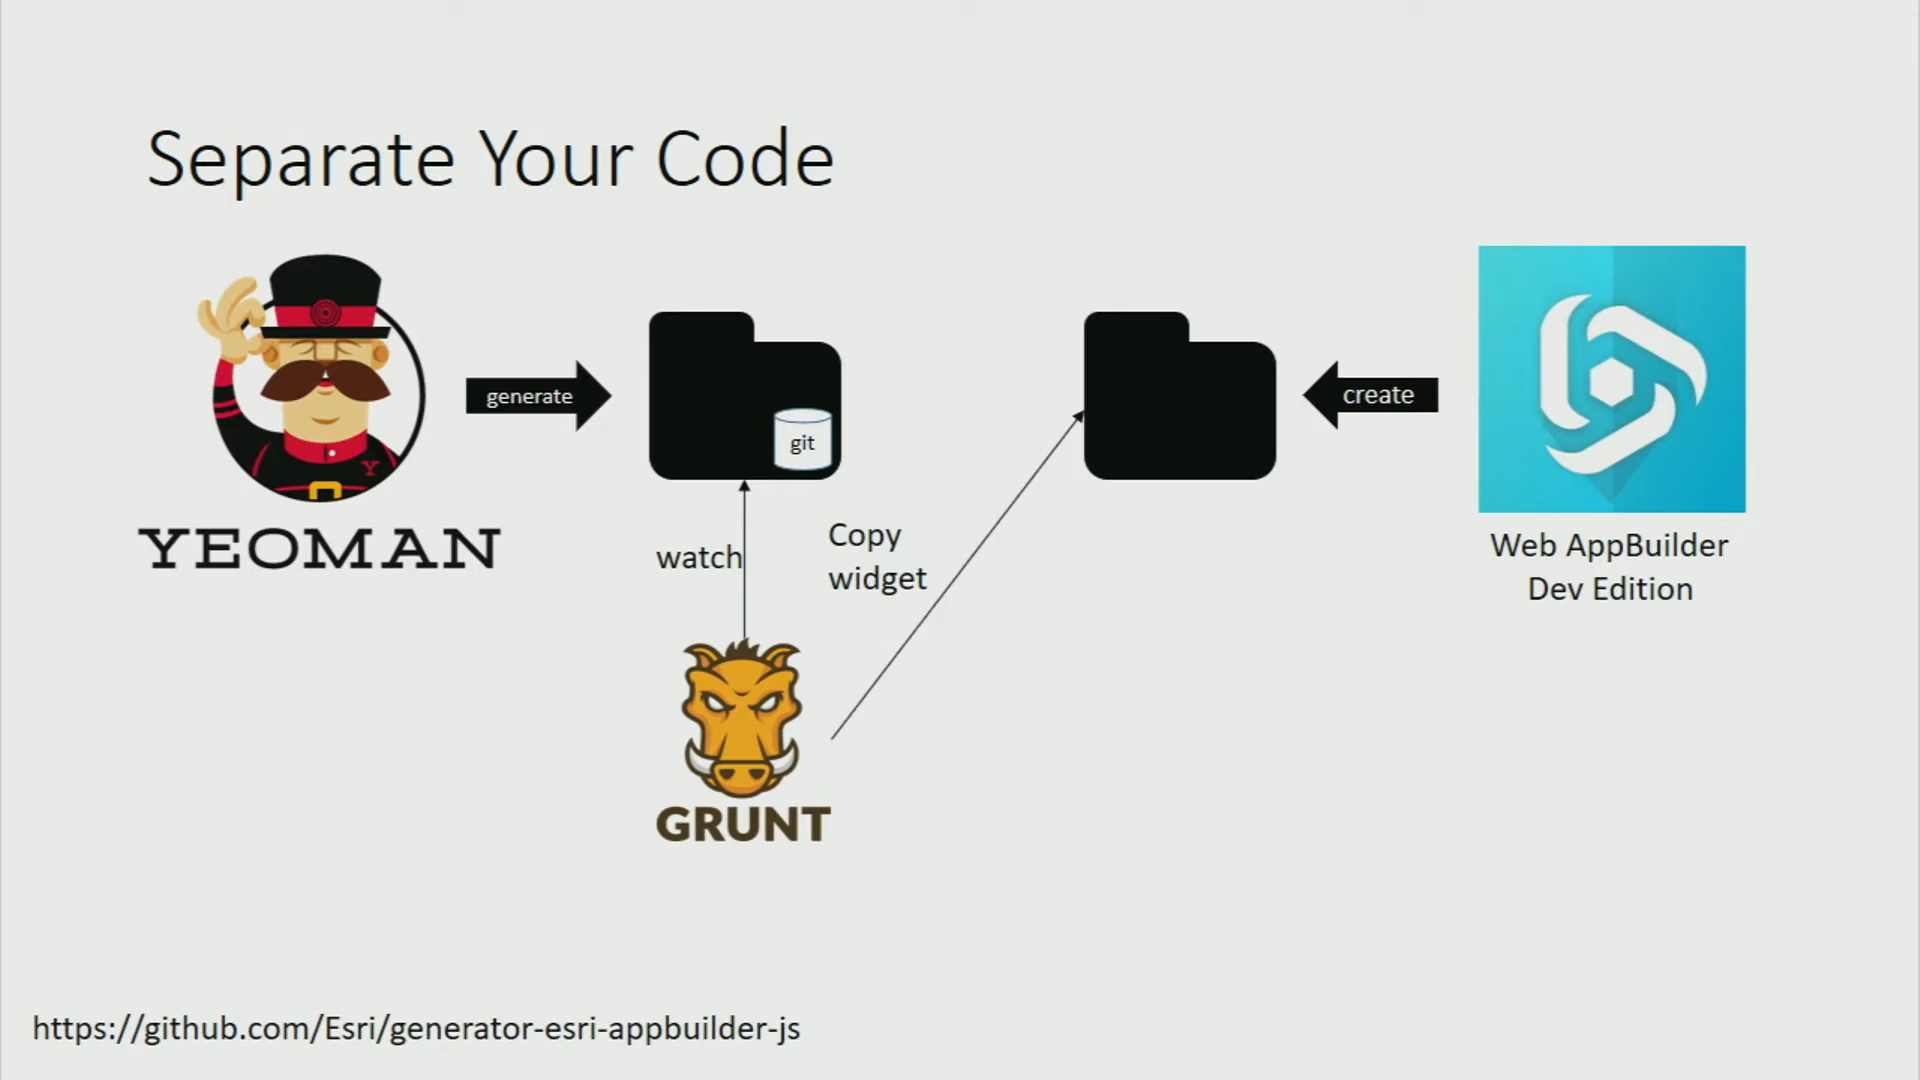 Separate Your Code
generate
git
create
Y
YEOMAN
watch
Copy
widget
Web AppBuilder
Dev Edition
GRUNT
https://github.com/Esri/generator-esri-appbuilder-js